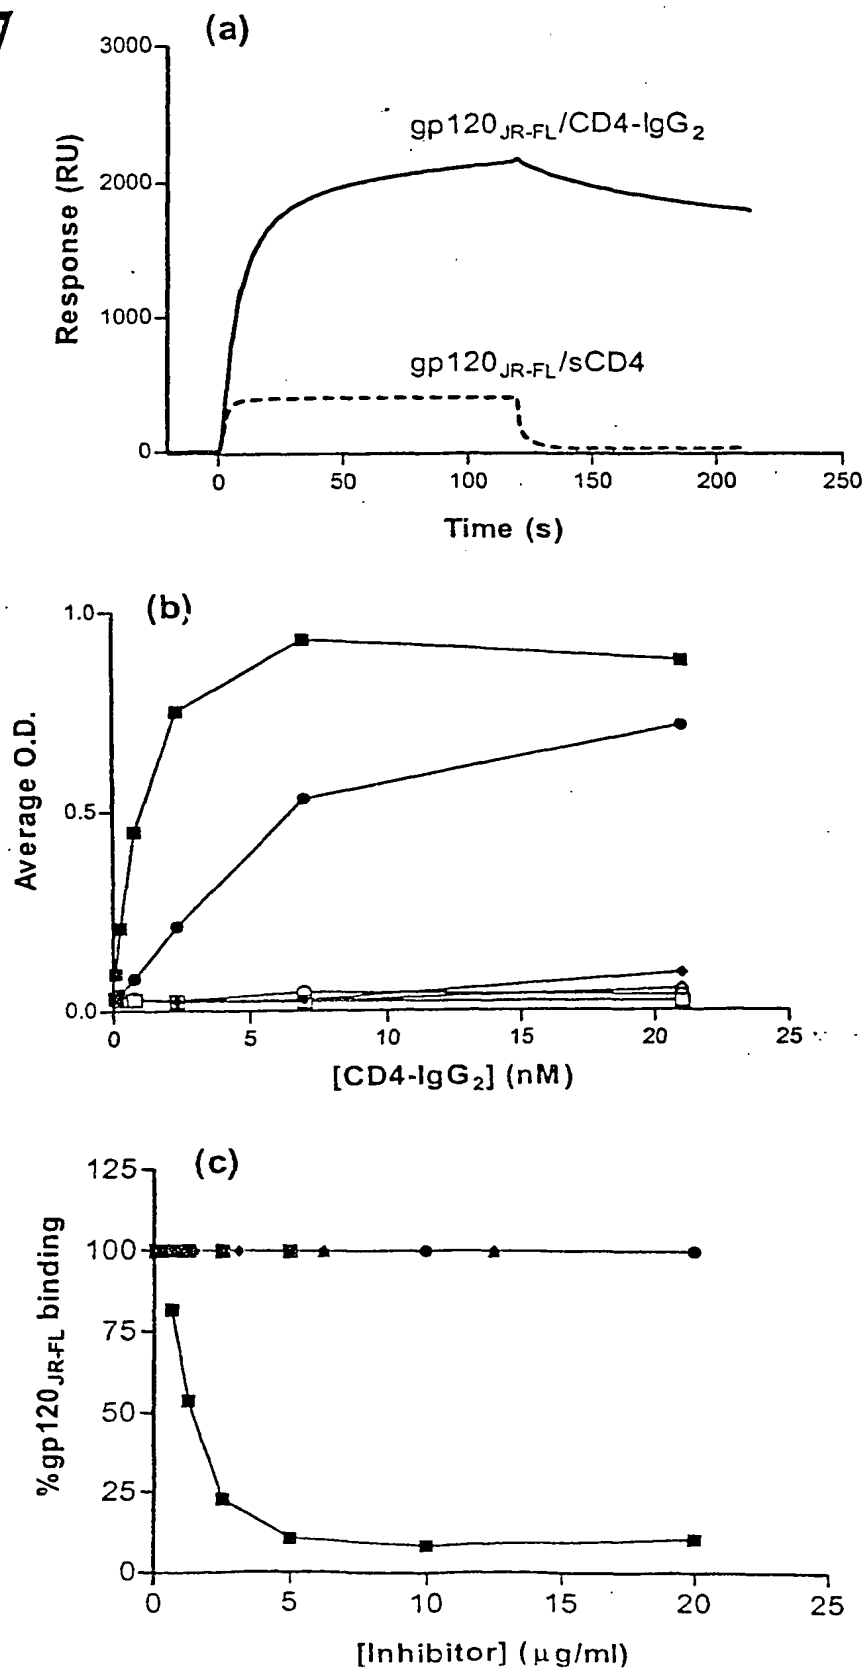 7
(a)
3000
2000
1000
0
Response (RU)
gp120JR-FL/CD4-IgG2
gp120JR-FL/sCD4
0 50 100 150 200 250
Time (s)
(b)
1.0
0.5
0.0
Average O.D.
0 5 10 15 20 25
[CD4-IgG2] (nM)
(c)
125
100
75
50
25
0
%gp120JR-FL binding
0 5 10 15 20 25
[Inhibitor] (μg/ml)